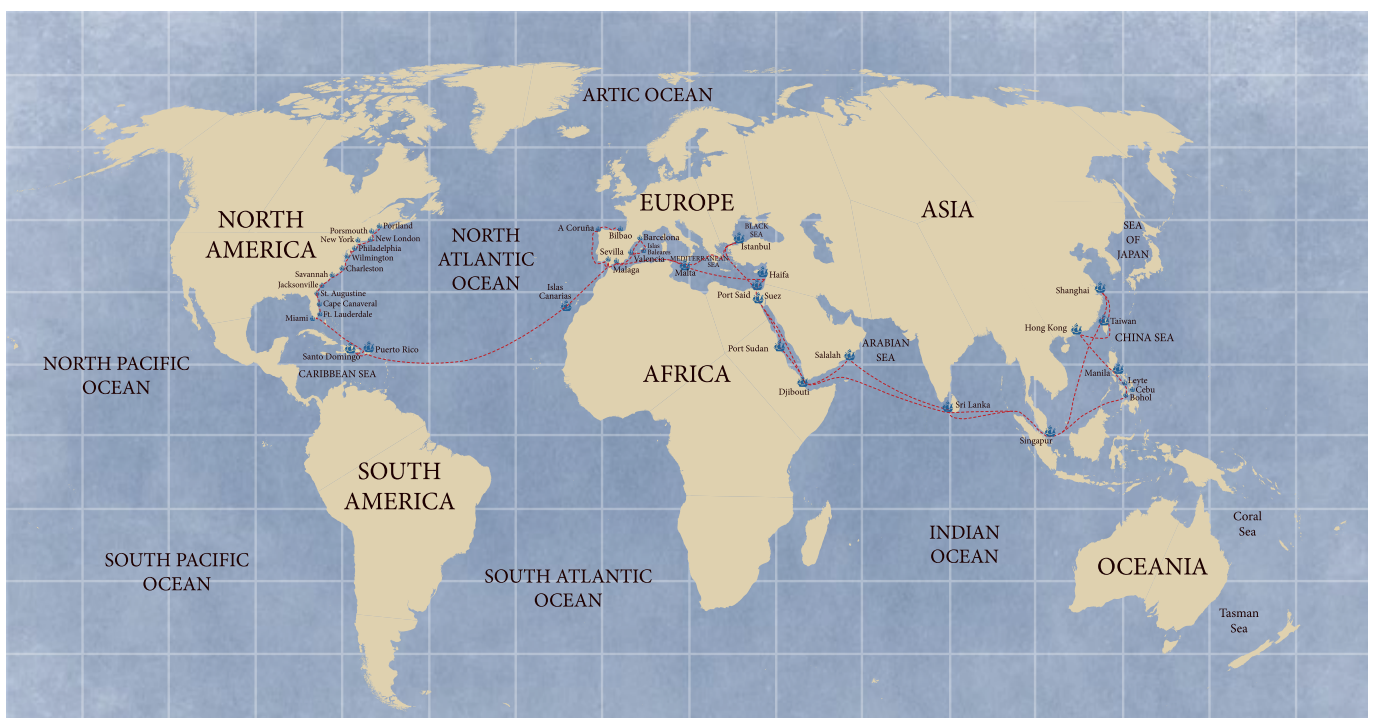 ARTIC OCEAN
NORTH
AMERICA
EUROPE
ASIA
NORTH
ATLANTIC
OCEAN
BLACK
SEA
SEA
OF
JAPAN
Portland
Porsmouth
New York
New London
Philadelphia
Wilmington
Charleston
Savannah
Jacksonville
St. Augustine
Cape Canaveral
Ft. Lauderdale
Miami
Puerto Rico
Santo Domingo
CARIBBEAN SEA
A Coruña
Bilbao
Barcelona
Islas
Baleares
Sevilla
Valencia
Malaga
MEDITERRANEAN
SEA
Malta
Istanbul
Haifa
Islas
Canarias
Port Said
Suez
Port Sudan
Salalah
ARABIAN
SEA
Djibouti
Sri Lanka
Singapur
Shanghai
Taiwan
Hong Kong
CHINA SEA
Manila
Leyte
Cebu
Bohol
NORTH PACIFIC
OCEAN
AFRICA
SOUTH
AMERICA
SOUTH PACIFIC
OCEAN
SOUTH ATLANTIC
OCEAN
INDIAN
OCEAN
OCEANIA
Coral
Sea
Tasman
Sea